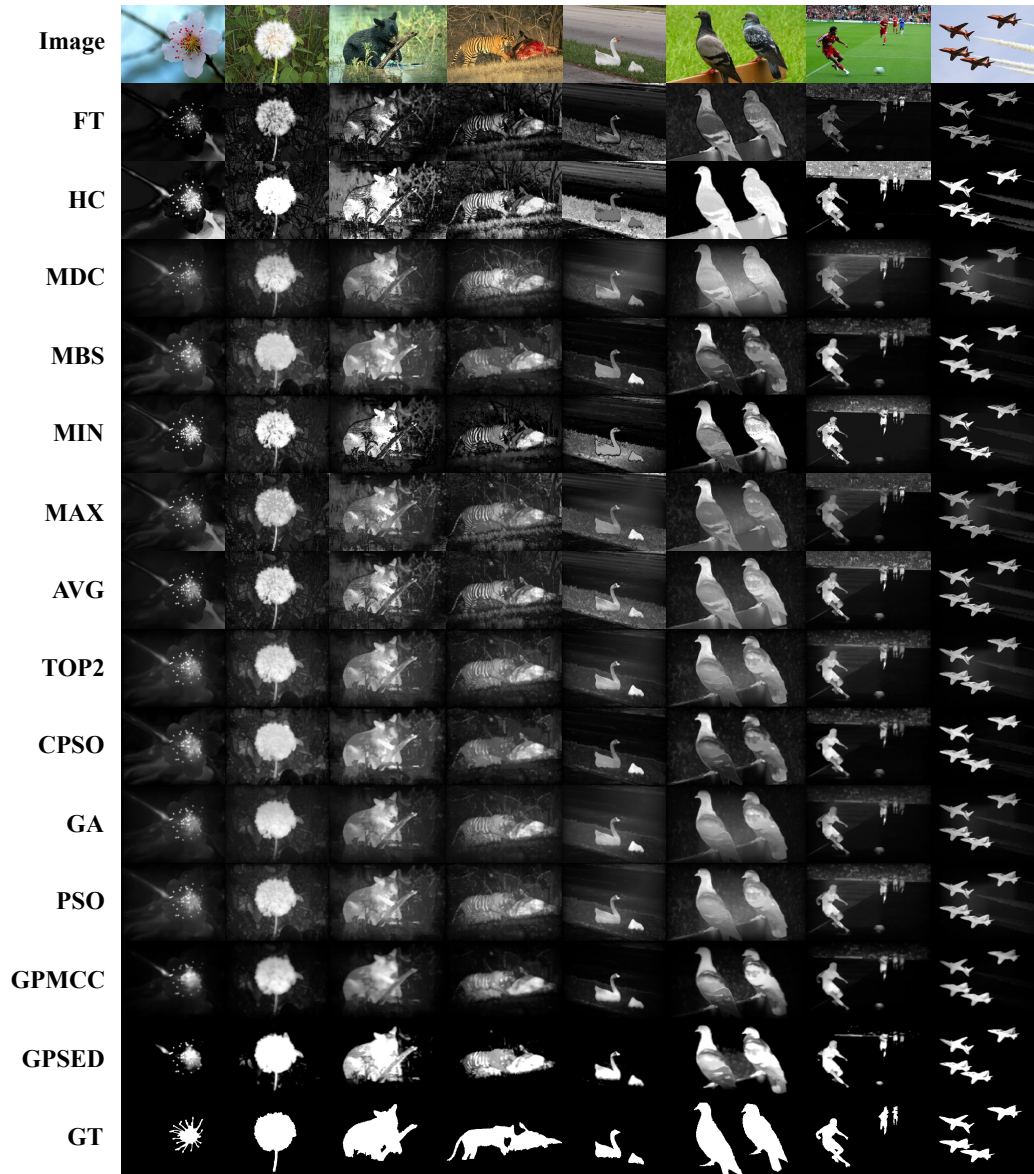 Image
FT
HC
MDC
MBS
MIN
MAX
AVG
TOP2
CPSO
GA
PSO
GPMCC
GPSED
GT